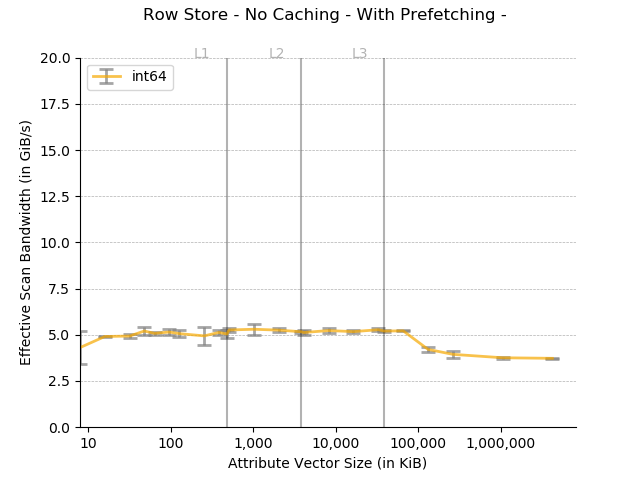 Row Store - No Caching - With Prefetching -
L1 L2 L3
int64
20.0
17.5
15.0
12.5
10.0
7.5
5.0
2.5
0.0
Effective Scan Bandwidth (in GiB/s)
10 100 1,000 10,000 100,000 1,000,000
Attribute Vector Size (in KiB)